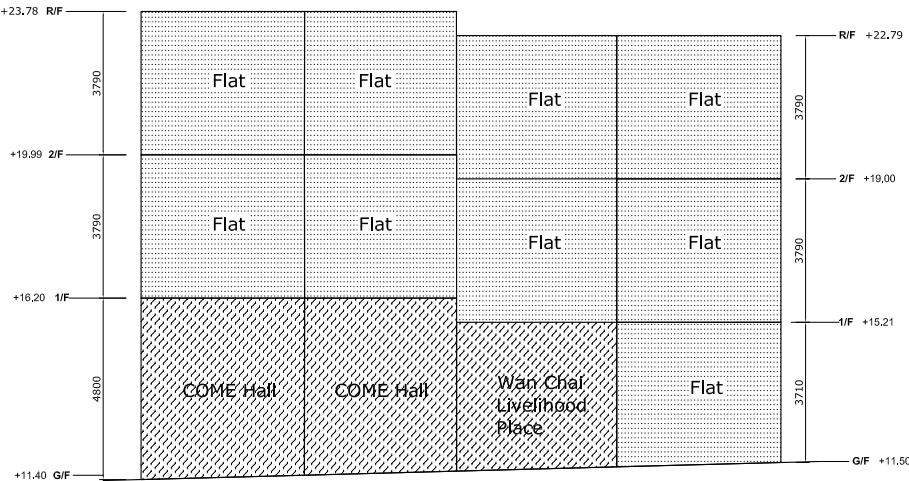 +23.78 R/F
R/F +22.79
Flat
Flat
Flat
Flat
3790
3790
+19.99 2/F
2/F +19.00
Flat
Flat
Flat
Flat
3790
3790
+16.20 1/F
1/F +15.21
COME Hall
COME Hall
Wan Chai
Livelihood
Place
Flat
4800
3710
+11.40 G/F
G/F +11.50